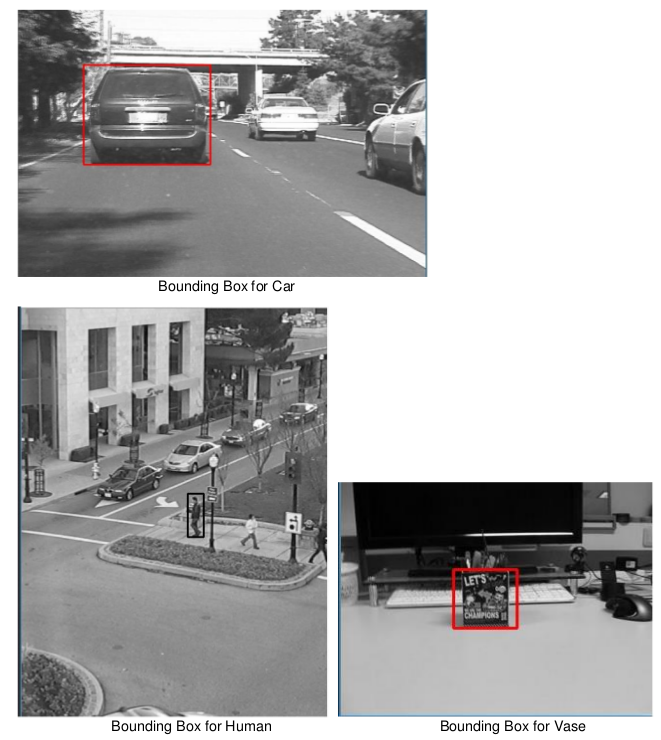 Bounding Box for Car
LET'S
CHAMPIONS
Bounding Box for Human
Bounding Box for Vase